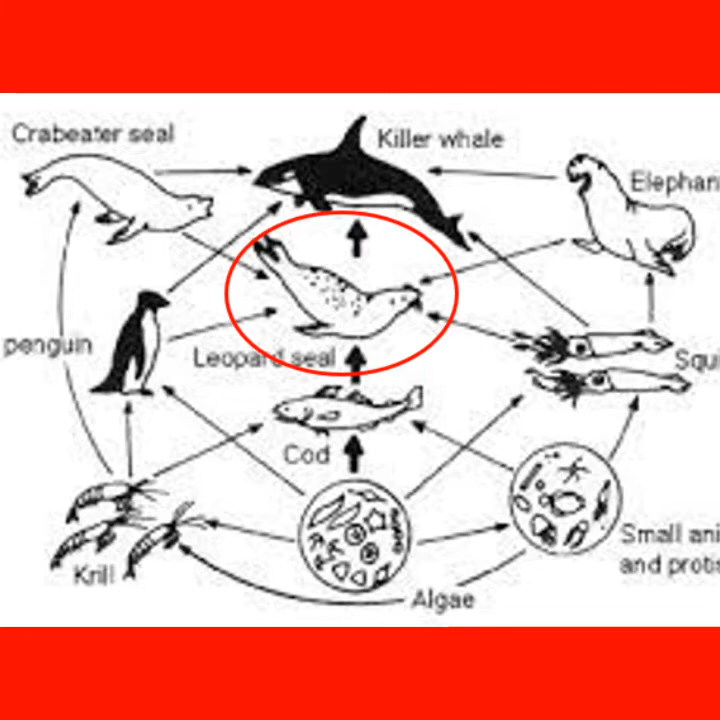 Crabeater seal
Killer whale
Elephan
penguin
Leopard seal
Squi
Cod
Krill
Small ani
and protis
Algae